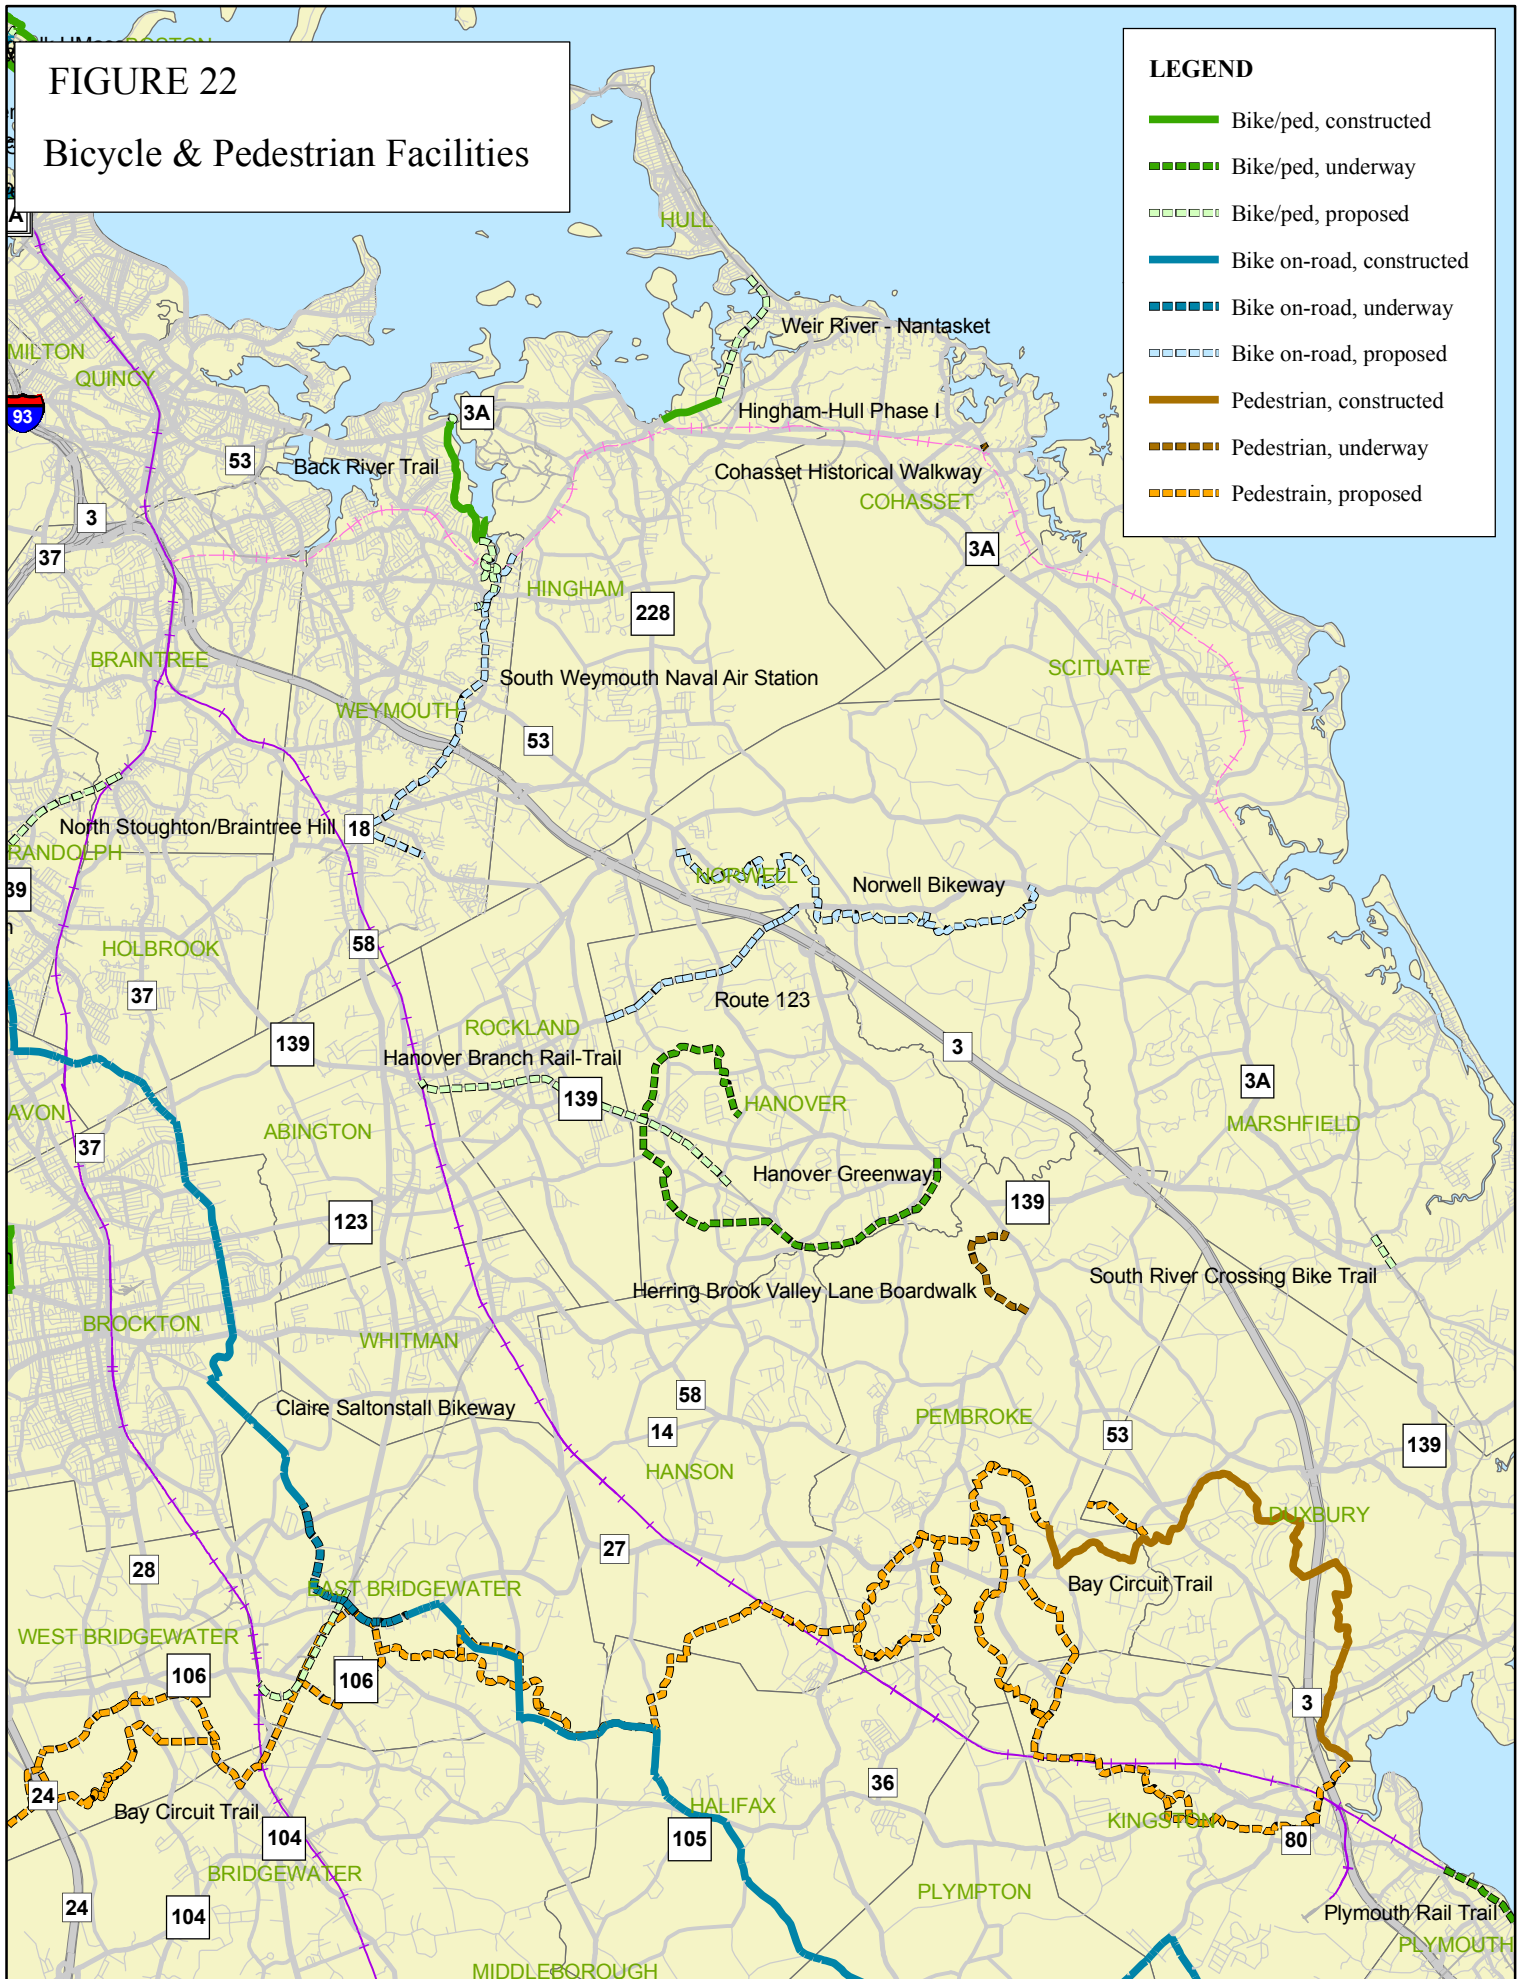 BOSTON
FIGURE 22
Bicycle & Pedestrian Facilities
LEGEND
Bike/ped, constructed
Bike/ped, underway
Bike/ped, proposed
Bike on-road, constructed
Bike on-road, underway
Bike on-road, proposed
Pedestrian, constructed
Pedestrian, underway
Pedestrain, proposed
A
HULL
Weir River - Nantasket
MILTON
QUINCY
93
3A
Hingham-Hull Phase I
53
Back River Trail
Cohasset Historical Walkway
COHASSET
3
37
3A
HINGHAM
228
BRAINTREE
SCITUATE
South Weymouth Naval Air Station
WEYMOUTH
53
North Stoughton/Braintree Hill
18
RANDOLPH
NORWELL
Norwell Bikeway
39
HOLBROOK
58
37
Route 123
ROCKLAND
139
Hanover Branch Rail-Trail
3
3A
139
HANOVER
AVON
ABINGTON
MARSHFIELD
37
Hanover Greenway
139
123
South River Crossing Bike Trail
Herring Brook Valley Lane Boardwalk
BROCKTON
WHITMAN
58
Claire Saltonstall Bikeway
PEMBROKE
14
53
139
HANSON
DUXBURY
27
28
Bay Circuit Trail
EAST BRIDGEWATER
WEST BRIDGEWATER
106
106
3
36
24
HALIFAX
Bay Circuit Trail
KINGSTON
104
105
80
BRIDGEWATER
PLYMPTON
24
104
Plymouth Rail Trail
PLYMOUTH
MIDDLEBOROUGH